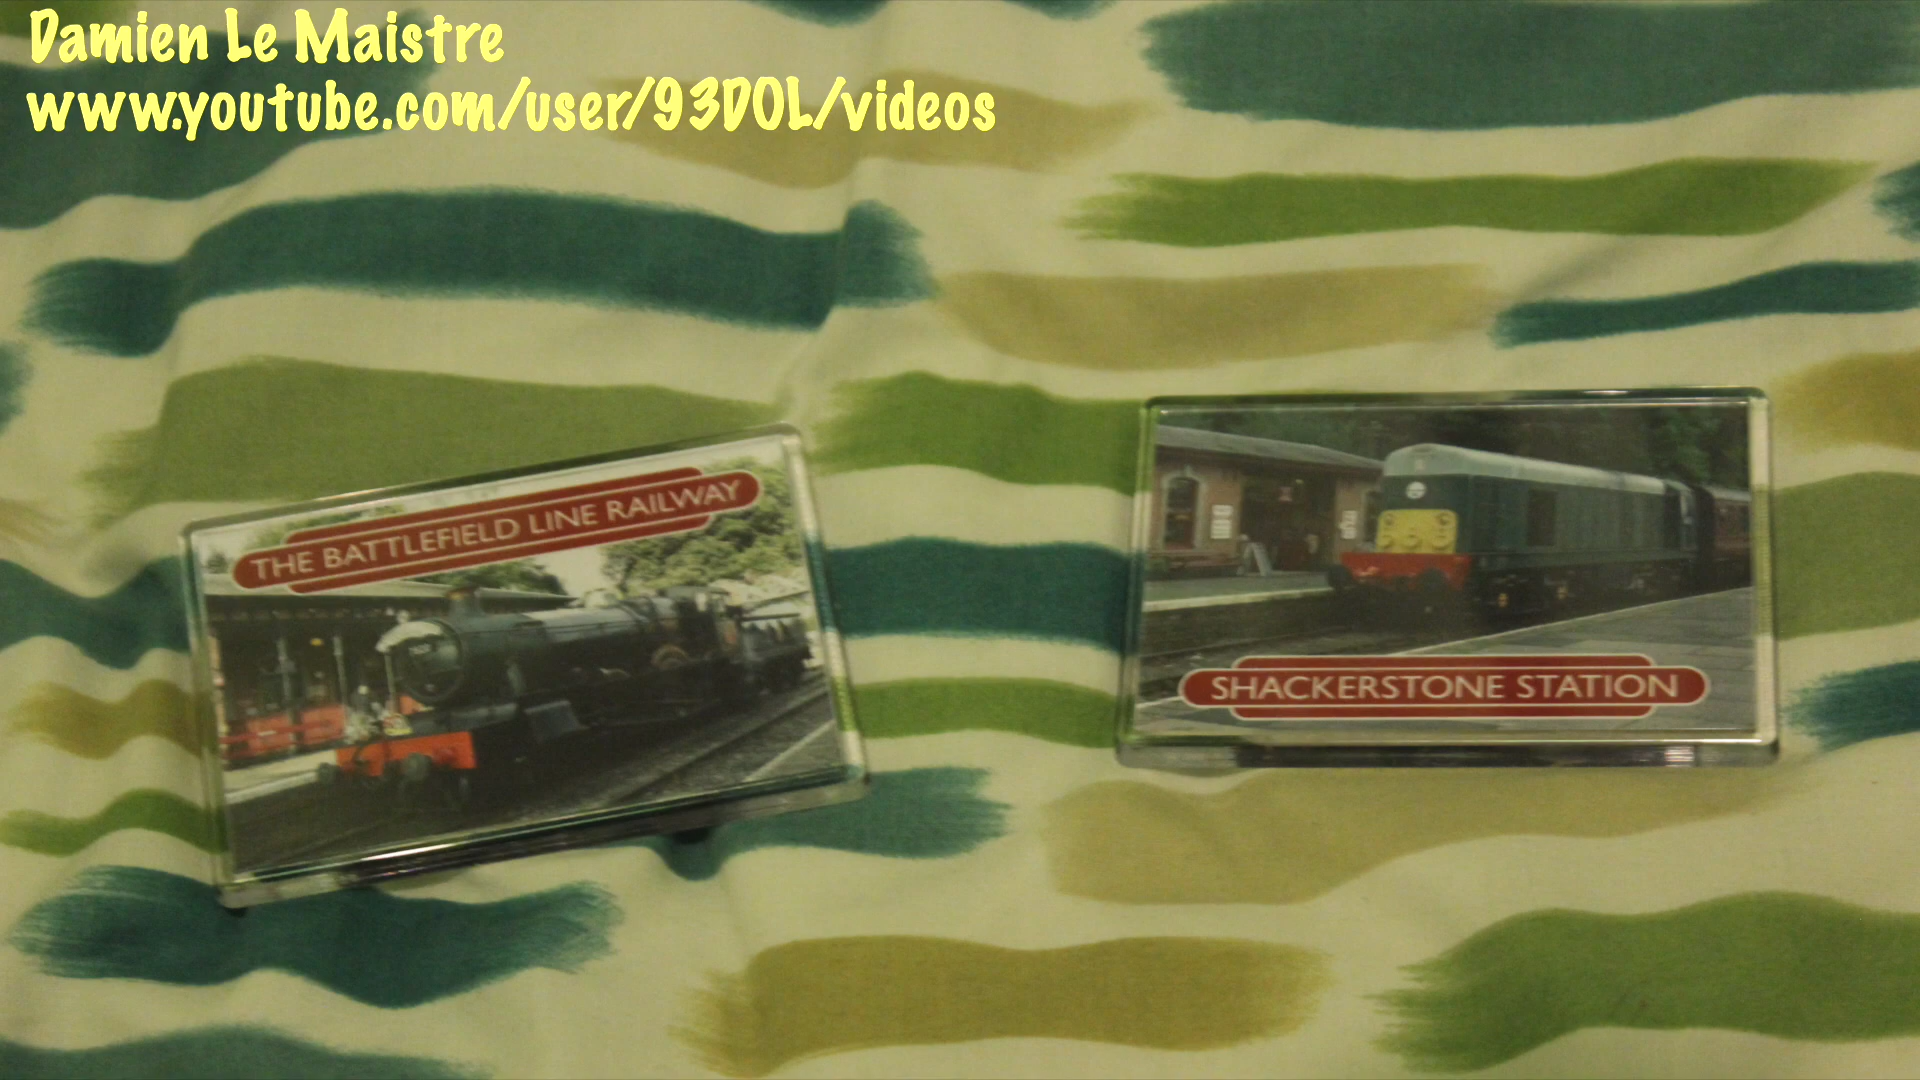 Damien Le Maistre
www.youtube.com/user/93DOL/videos
THE BATTLEFIELD LINE RAILWAY
SHACKERSTONE STATION